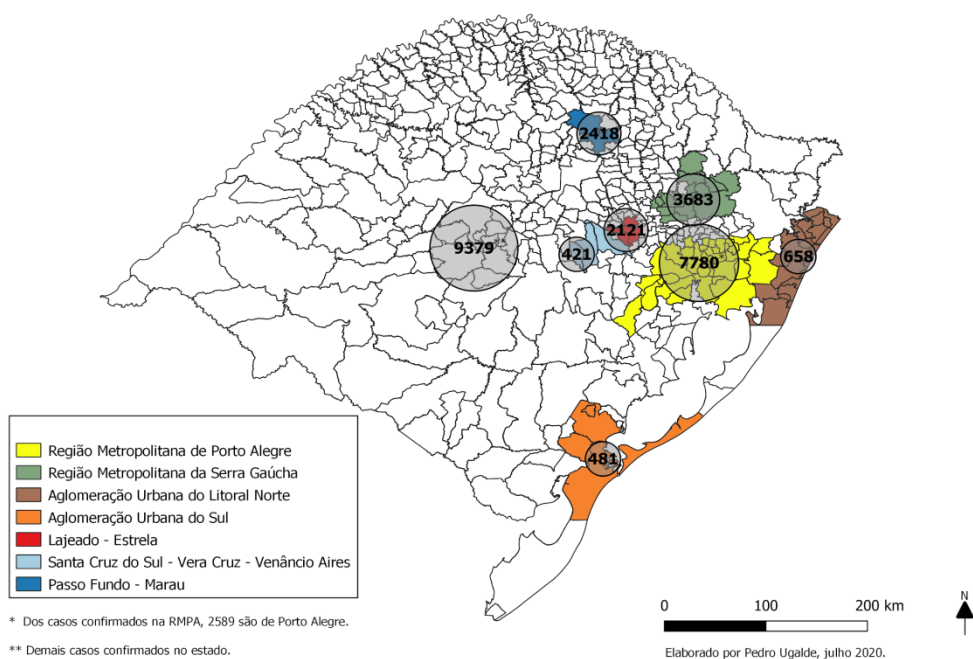 2418
3683
2121
9379
421
7780
658
481
Região Metropolitana de Porto Alegre
Região Metropolitana da Serra Gaúcha
Aglomeração Urbana do Litoral Norte
Aglomeração Urbana do Sul
Lajeado - Estrela
Santa Cruz do Sul - Vera Cruz - Venâncio Aires
Passo Fundo - Marau
* Dos casos confirmados na RMPA, 2589 são de Porto Alegre.
** Demais casos confirmados no estado.
0 100 200 km
N
Elaborado por Pedro Ugalde, julho 2020.